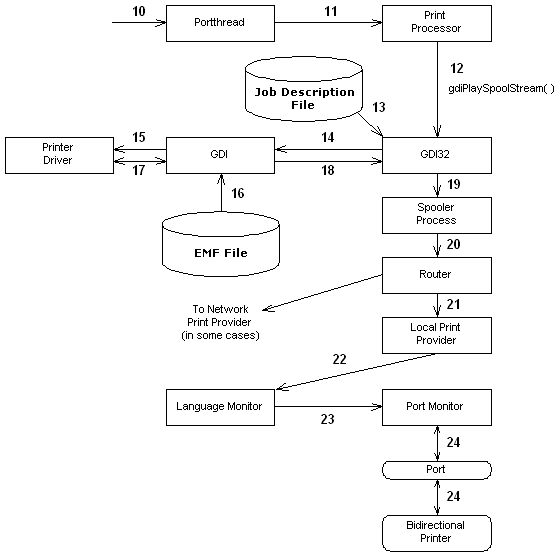 10
Portthread
11
Print
Processor
12
gdiPlaySpoolStream( )
Job Description
File
13
Printer
Driver
15
17
GDI
14
18
GDI32
16
EMF File
19
Spooler
Process
20
Router
To Network
Print Provider
(in some cases)
21
Local Print
Provider
22
Language Monitor
23
Port Monitor
24
Port
24
Bidirectional
Printer